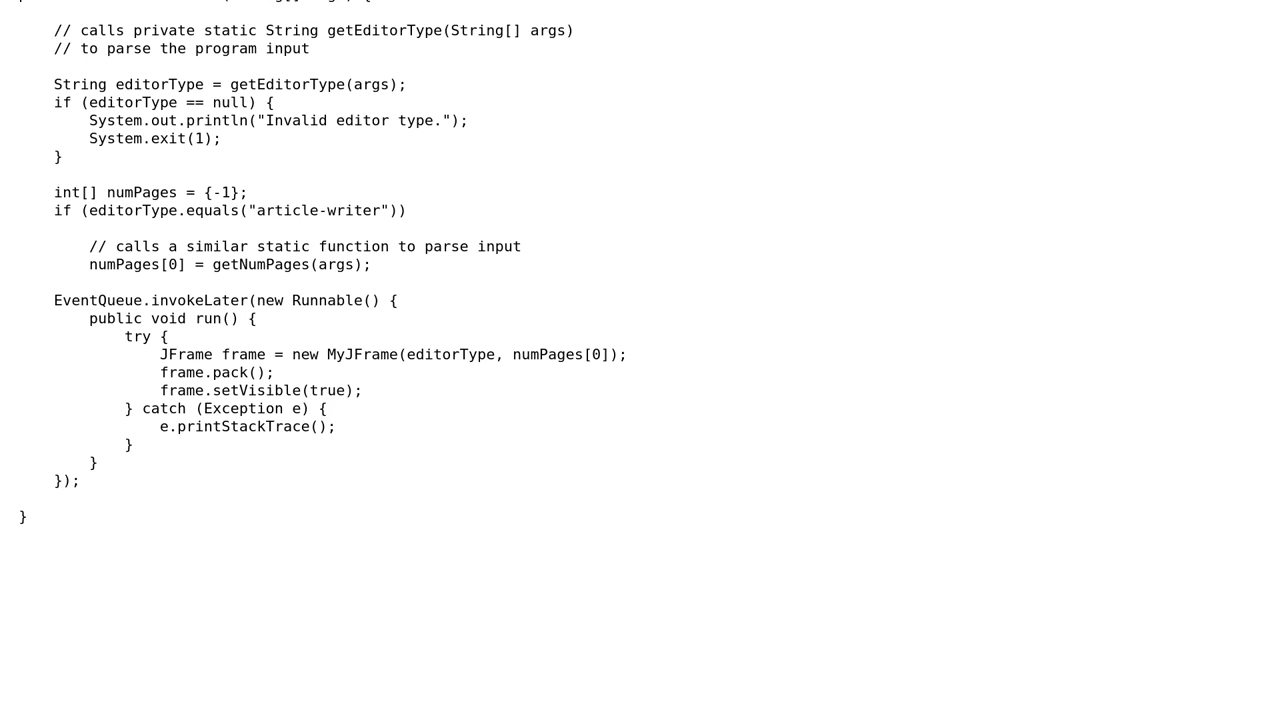 // calls private static String getEditorType(String[] args)
// to parse the program input
String editorType = getEditorType(args);
if (editorType == null) {
System.out.println("Invalid editor type.");
System.exit(1);
}
int[] numPages = {-1};
if (editorType.equals("article-writer"))
// calls a similar static function to parse input
numPages[0] = getNumPages(args);
EventQueue.invokeLater(new Runnable() {
public void run() {
try {
JFrame frame = new MyJFrame(editorType, numPages[0]);
frame.pack();
frame.setVisible(true);
} catch (Exception e) {
e.printStackTrace();
}
}
});
}